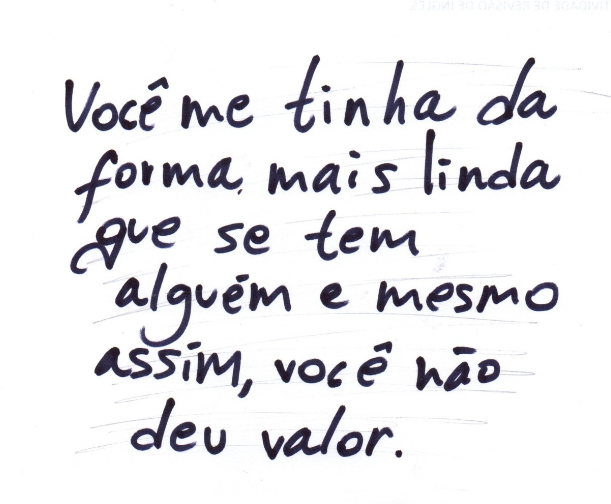 Você me tinha da
forma mais linda
que se tem
alguém e mesmo
assim, você não
deu valor.